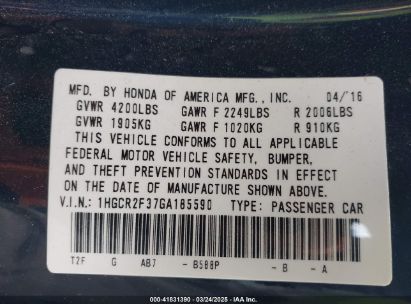 MFD. BY HONDA OF AMERICA MFG., INC. 04/16
GVWR 4200LBS GAWR F 2249LBS R 2006LBS
GVWR 1905KG GAWR F 1020KG R 910KG
THIS VEHICLE CONFORMS TO ALL APPLICABLE
FEDERAL MOTOR VEHICLE SAFETY, BUMPER,
AND THEFT PREVENTION STANDARDS IN EFFECT
ON THE DATE OF MANUFACTURE SHOWN ABOVE.
V.I.N.: 1HGCR2F37GA185590 TYPE: PASSENGER CAR
T2F G AB7 -B588P -B -A
000-41831390 - 03/24/2025 - © IAA Holdings, LLC